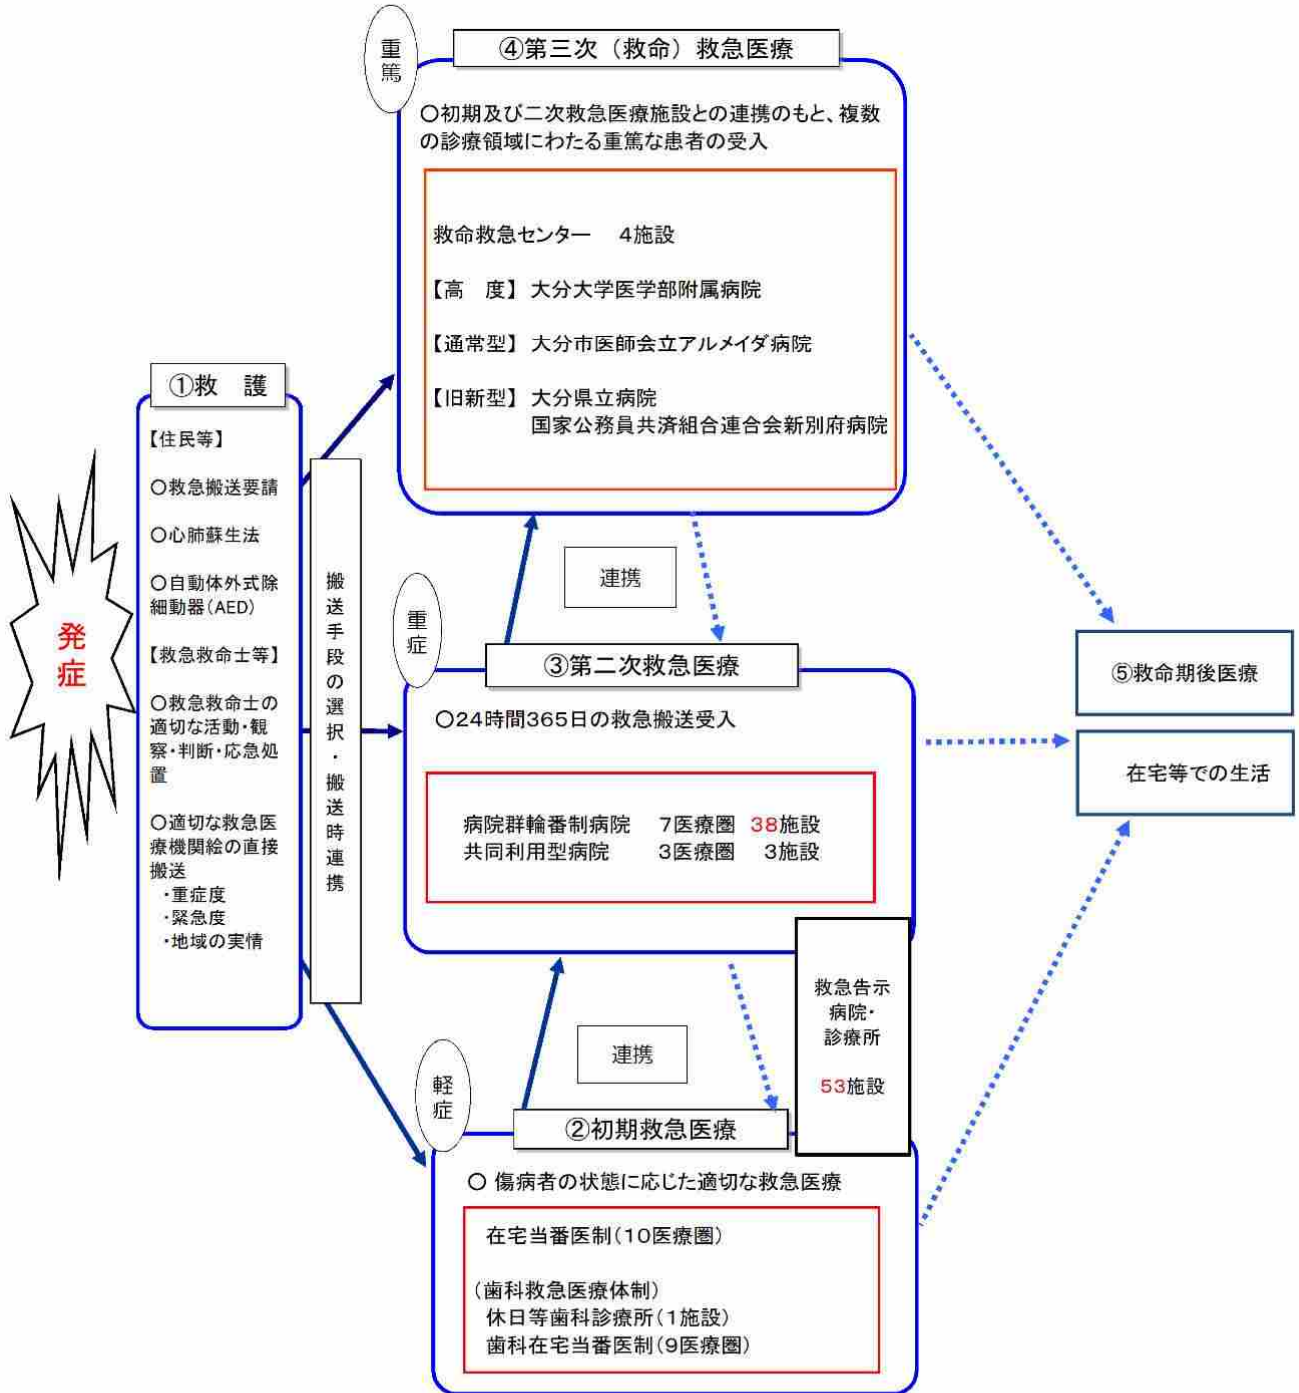 重篤
④第三次（救命）救急医療
○初期及び二次救急医療施設との連携のもと、複数
の診療領域にわたる重篤な患者の受入
救命救急センター　４施設
【高　度】 大分大学医学部附属病院
【通常型】 大分市医師会立アルメイダ病院
【旧新型】 大分県立病院
国家公務員共済組合連合会新別府病院
発症
①救　護
【住民等】
○救急搬送要請
○心肺蘇生法
○自動体外式除
細動器（AED）
【救急救命士等】
○救急救命士の
適切な活動・観
察・判断・応急処
置
○適切な救急医
療機関絵の直接
搬送
・重症度
・緊急度
・地域の実情
搬送手段の選択・搬送時連携
連携
重症
③第二次救急医療
○24時間365日の救急搬送受入
病院群輪番制病院　７医療圏　38施設
共同利用型病院　３医療圏　３施設
救急告示
病院・
診療所
53施設
連携
軽症
②初期救急医療
○ 傷病者の状態に応じた適切な救急医療
在宅当番医制（10医療圏）
（歯科救急医療体制）
休日等歯科診療所（１施設）
歯科在宅当番医制（９医療圏）
⑤救命期後医療
在宅等での生活